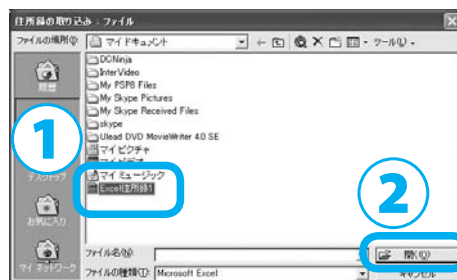 住所録の取り込み：ファイル
ファイルの場所(I)
マイドキュメント
ツール(L)
履歴
DCNinja
InterVideo
My PSP8 Files
My Skype Pictures
My Skype Received Files
skype
Ulead DVD MovieWriter 4.0 SE
マイ ピクチャ
マイ ビデオ
マイ ミュージック
Excel住所録1
1
デスクトップ
お気に入り
マイ ネットワーク
2
ファイル名(N):
開く(O)
ファイルの種類(T):
Microsoft Excel
キャンセル